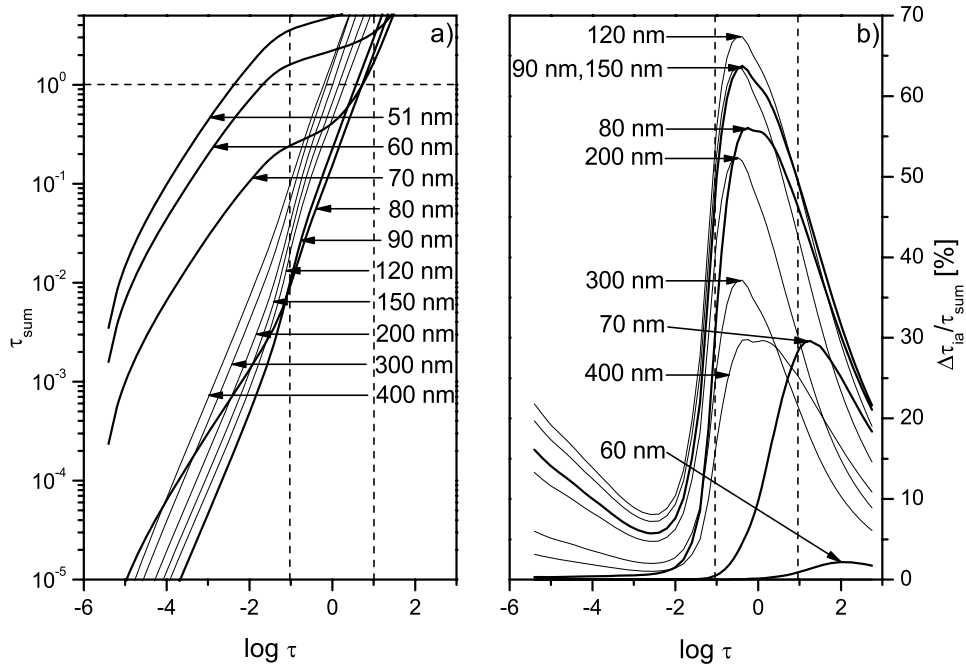 a)
10⁰
10⁻¹
10⁻²
10⁻³
10⁻⁴
10⁻⁵
τ_sum
51 nm
60 nm
70 nm
80 nm
90 nm
120 nm
150 nm
200 nm
300 nm
400 nm
-6 -4 -2 0 2
log τ
b)
120 nm
90 nm,150 nm
80 nm
200 nm
300 nm
70 nm
400 nm
60 nm
70
60
50
40
30
20
10
0
Δτ_ia/τ_sum [%]
-6 -4 -2 0 2
log τ